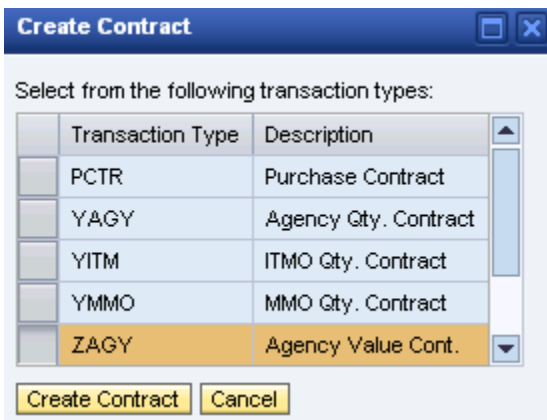 Create Contract
Select from the following transaction types:
Transaction Type Description
PCTR Purchase Contract
YAGY Agency Qty. Contract
YITM ITMO Qty. Contract
YMMO MMO Qty. Contract
ZAGY Agency Value Cont.
Create Contract Cancel